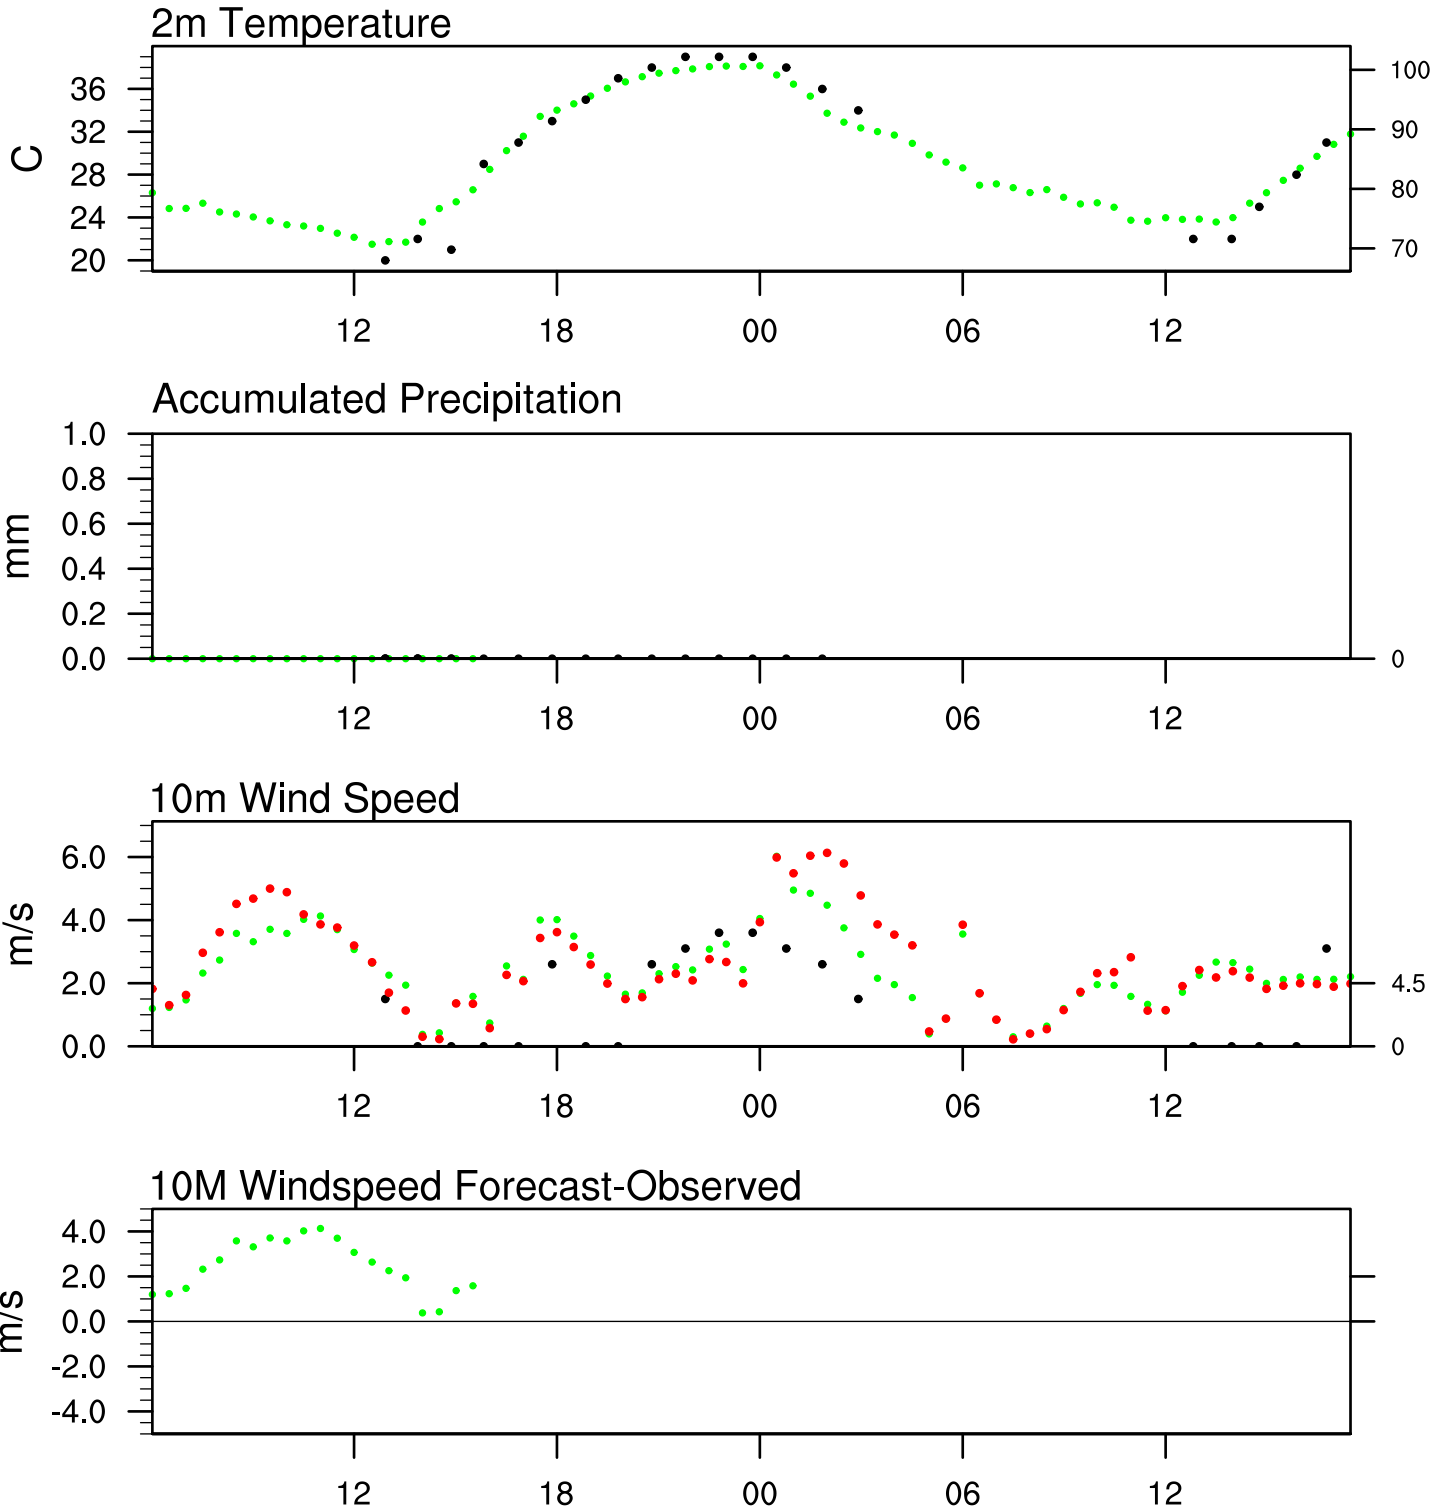 2m Temperature
C
36
32
28
24
20
100
90
80
70
12 18 00 06 12
Accumulated Precipitation
mm
1.0
0.8
0.6
0.4
0.2
0.0
0
12 18 00 06 12
10m Wind Speed
m/s
6.0
4.0
2.0
0.0
4.5
0
12 18 00 06 12
10M Windspeed Forecast-Observed
m/s
4.0
2.0
0.0
-2.0
-4.0
12 18 00 06 12